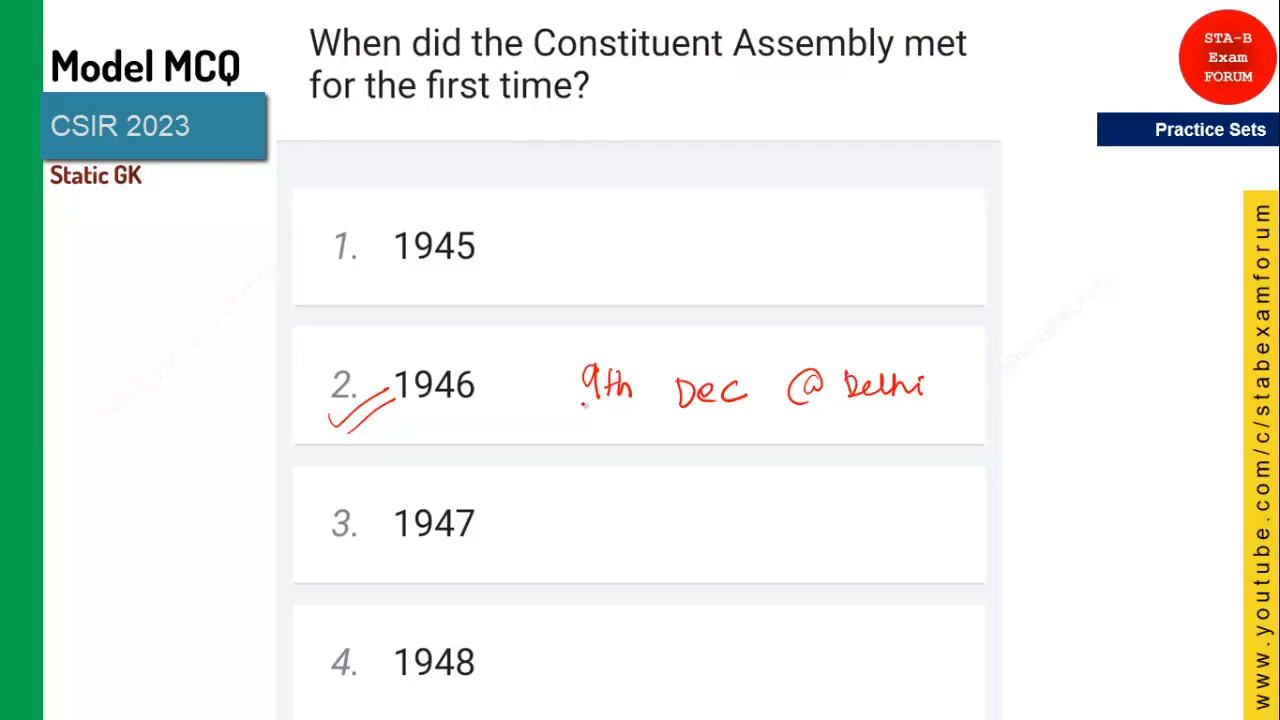 Model MCQ
CSIR 2023
Static GK
When did the Constituent Assembly met
for the first time?
1. 1945
2. 1946 9th Dec @ Delhi
3. 1947
4. 1948
STA-B
Exam
FORUM
Practice Sets
www.youtube.com/c/stabexamforum